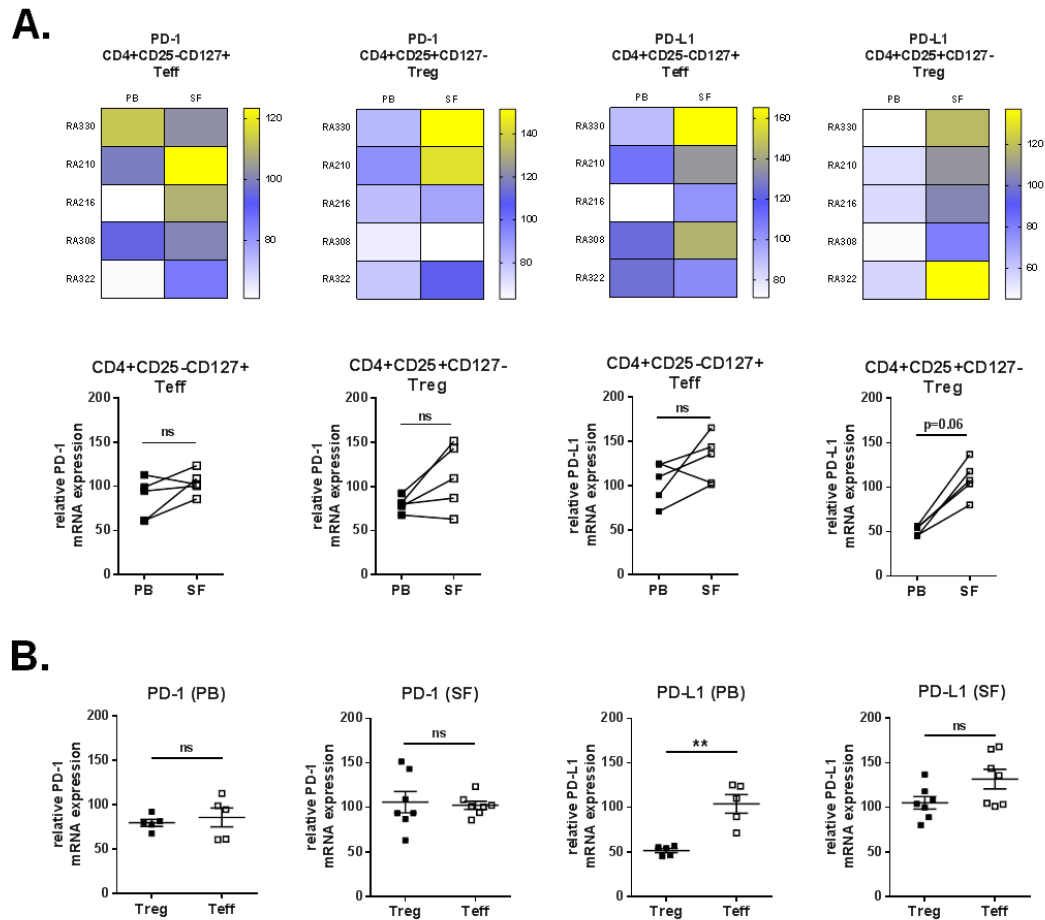 A.
PD-1
CD4+CD25-CD127+
Teff
PB SF
RA330
RA210
RA216
RA308
RA322
120
100
80
PD-1
CD4+CD25+CD127-
Treg
PB SF
RA330
RA210
RA216
RA308
RA322
140
120
100
80
PD-L1
CD4+CD25-CD127+
Teff
PB SF
RA330
RA210
RA216
RA308
RA322
160
140
120
100
80
PD-L1
CD4+CD25+CD127-
Treg
PB SF
RA330
RA210
RA216
RA308
RA322
120
100
80
60
CD4+CD25-CD127+
Teff
relative PD-1
mRNA expression
200
150
100
50
0
ns
PB SF
CD4+CD25+CD127-
Treg
relative PD-1
mRNA expression
200
150
100
50
0
ns
PB SF
CD4+CD25-CD127+
Teff
relative PD-L1
mRNA expression
200
150
100
50
0
ns
PB SF
CD4+CD25+CD127-
Treg
relative PD-L1
mRNA expression
200
150
100
50
0
p=0.06
PB SF
B.
PD-1 (PB)
relative PD-1
mRNA expression
200
150
100
50
0
ns
Treg Teff
PD-1 (SF)
relative PD-1
mRNA expression
200
150
100
50
0
ns
Treg Teff
PD-L1 (PB)
relative PD-L1
mRNA expression
200
150
100
50
0
**
Treg Teff
PD-L1 (SF)
relative PD-L1
mRNA expression
200
150
100
50
0
ns
Treg Teff